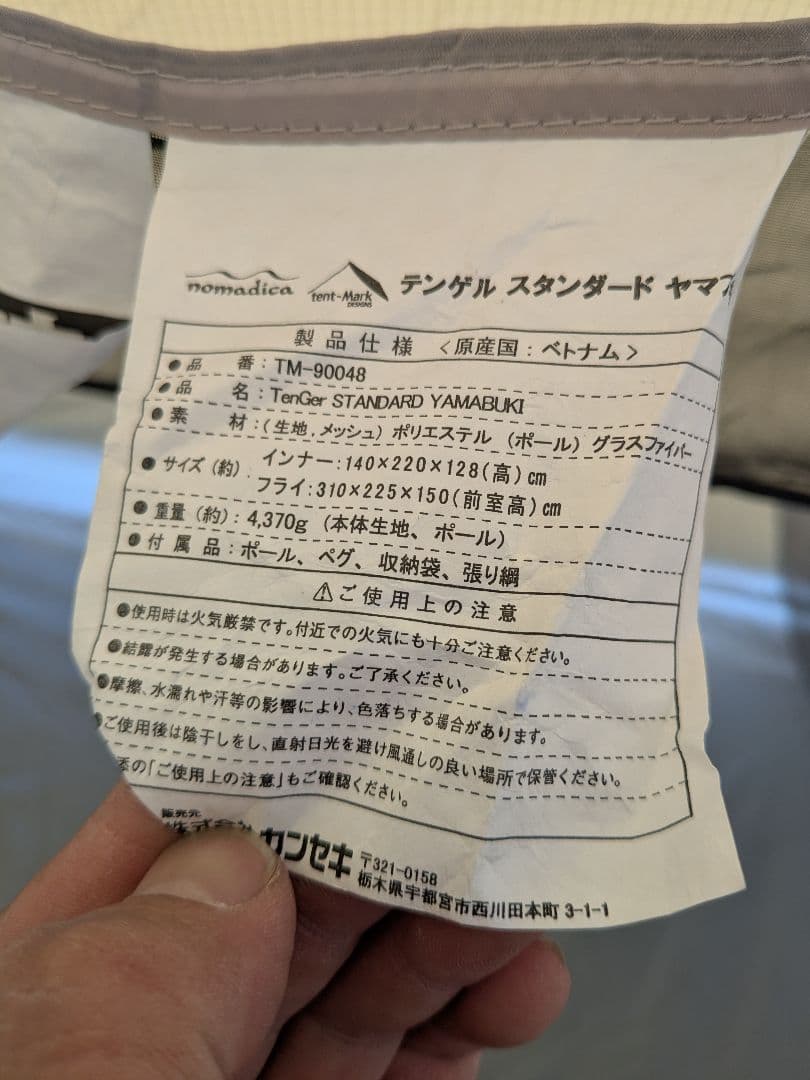 nomadica tent-Mark DESIGNS テンゲル スタンダード ヤマブ
製品仕様 <原産国:ベトナム>
●品 番:TM-90048
●品 名:TenGer STANDARD YAMABUKI
●素 材:(生地,メッシュ) ポリエステル (ポール) グラスファイバー
●サイズ(約) インナー:140×220×128(高)cm
フライ:310×225×150(前室高)cm
●重量(約):4,370g (本体生地、ポール)
●付属品:ポール、ペグ、収納袋、張り綱
⚠ご使用上の注意
●使用時は火気厳禁です。付近での火気にも十分ご注意ください。
●結露が発生する場合があります。ご了承ください。
●摩擦、水濡れや汗等の影響により、色落ちする場合があります。
●ご使用後は陰干しをし、直射日光を避け風通しの良い場所で保管ください。
の「ご使用上の注意」もご確認ください。
販売元
株式会社カンセキ 〒321-0158
栃木県宇都宮市西川田本町 3-1-1